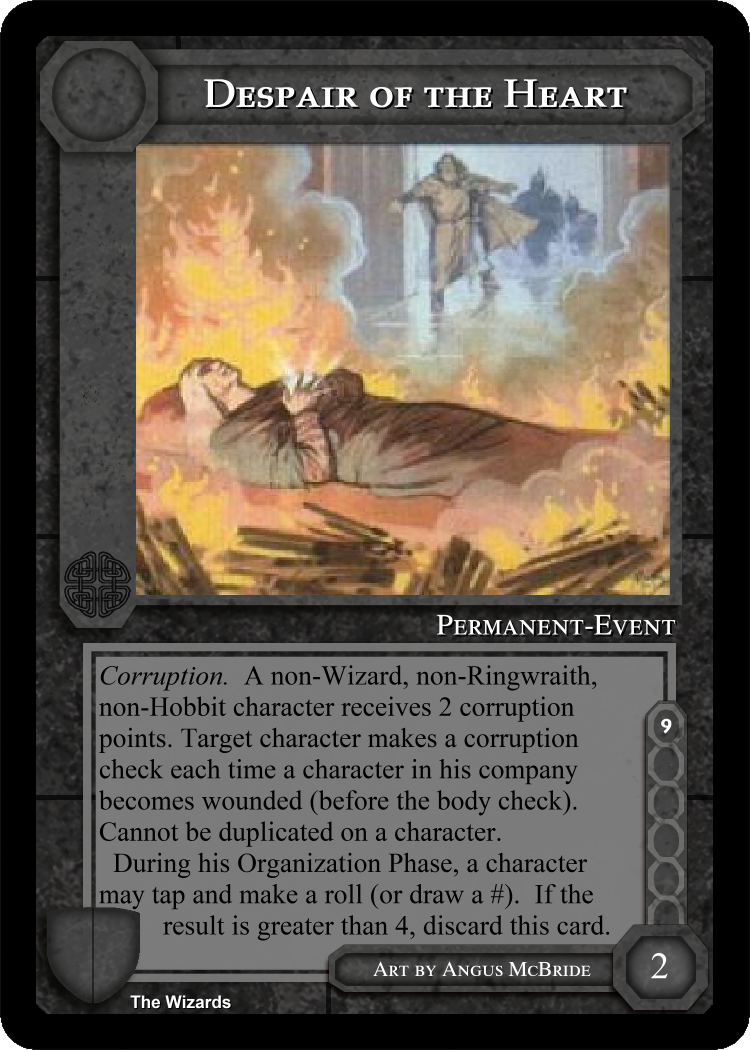 Despair of the Heart
Permanent-Event
Corruption. A non-Wizard, non-Ringwraith,
non-Hobbit character receives 2 corruption
points. Target character makes a corruption
check each time a character in his company
becomes wounded (before the body check).
Cannot be duplicated on a character.
During his Organization Phase, a character
may tap and make a roll (or draw a #). If the
result is greater than 4, discard this card.
9
Art by Angus McBride
2
The Wizards